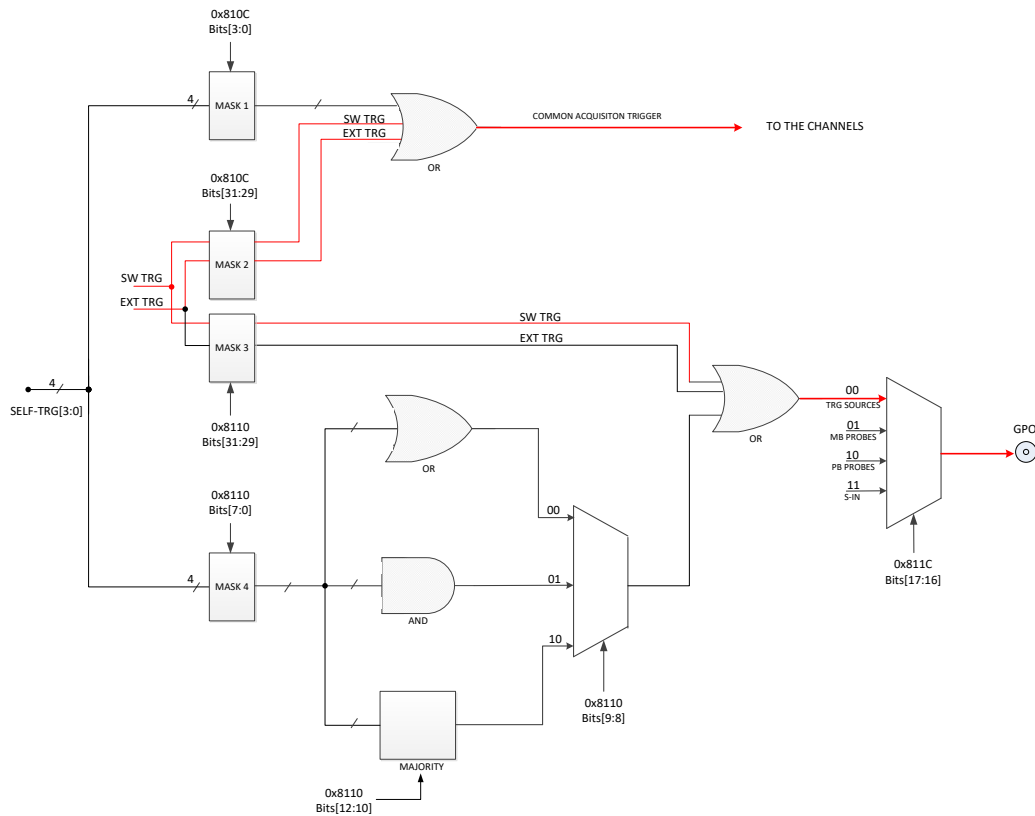 0x810C
Bits[3:0]
4
MASK 1
SW TRG
EXT TRG
OR
COMMON ACQUISITON TRIGGER
TO THE CHANNELS
0x810C
Bits[31:29]
MASK 2
SW TRG
EXT TRG
MASK 3
SW TRG
EXT TRG
0x8110
Bits[31:29]
4
SELF-TRG[3:0]
OR
OR
00
TRG SOURCES
01
MB PROBES
10
PB PROBES
11
S-IN
GPO
0x811C
Bits[17:16]
0x8110
Bits[7:0]
4
MASK 4
AND
00
01
10
0x8110
Bits[9:8]
MAJORITY
0x8110
Bits[12:10]